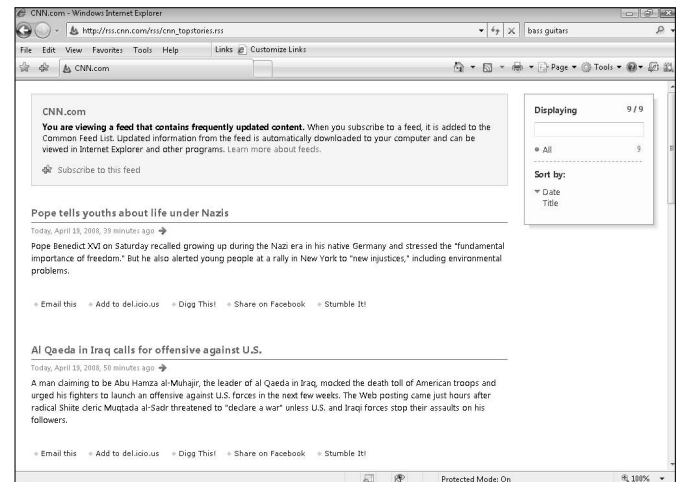 CNN.com - Windows Internet Explorer
http://rss.cnn.com/rss/cnn_topstories.rss
bass guitars
File Edit View Favorites Tools Help Links Customize Links
CNN.com
Page Tools
CNN.com
You are viewing a feed that contains frequently updated content. When you subscribe to a feed, it is added to the
Common Feed List. Updated information from the feed is automatically downloaded to your computer and can be
viewed in Internet Explorer and other programs. Learn more about feeds.
Subscribe to this feed
Displaying 9 / 9
All 9
Sort by:
Date
Title
Pope tells youths about life under Nazis
Today, April 19, 2008, 39 minutes ago
Pope Benedict XVI on Saturday recalled growing up during the Nazi era in his native Germany and stressed the "fundamental
importance of freedom." But he also alerted young people at a rally in New York to "new injustices," including environmental
problems.
Email this Add to del.icio.us Digg This! Share on Facebook Stumble It!
Al Qaeda in Iraq calls for offensive against U.S.
Today, April 19, 2008, 50 minutes ago
A man claiming to be Abu Hamza al-Muhajir, the leader of al Qaeda in Iraq, mocked the death toll of American troops and
urged his fighters to launch an offensive against U.S. forces in the next few weeks. The Web posting came just hours after
radical Shiite cleric Muqtada al-Sadr threatened to "declare a war" unless U.S. and Iraqi forces stop their assaults on his
followers.
Email this Add to del.icio.us Digg This! Share on Facebook Stumble It!
Protected Mode: On 100%